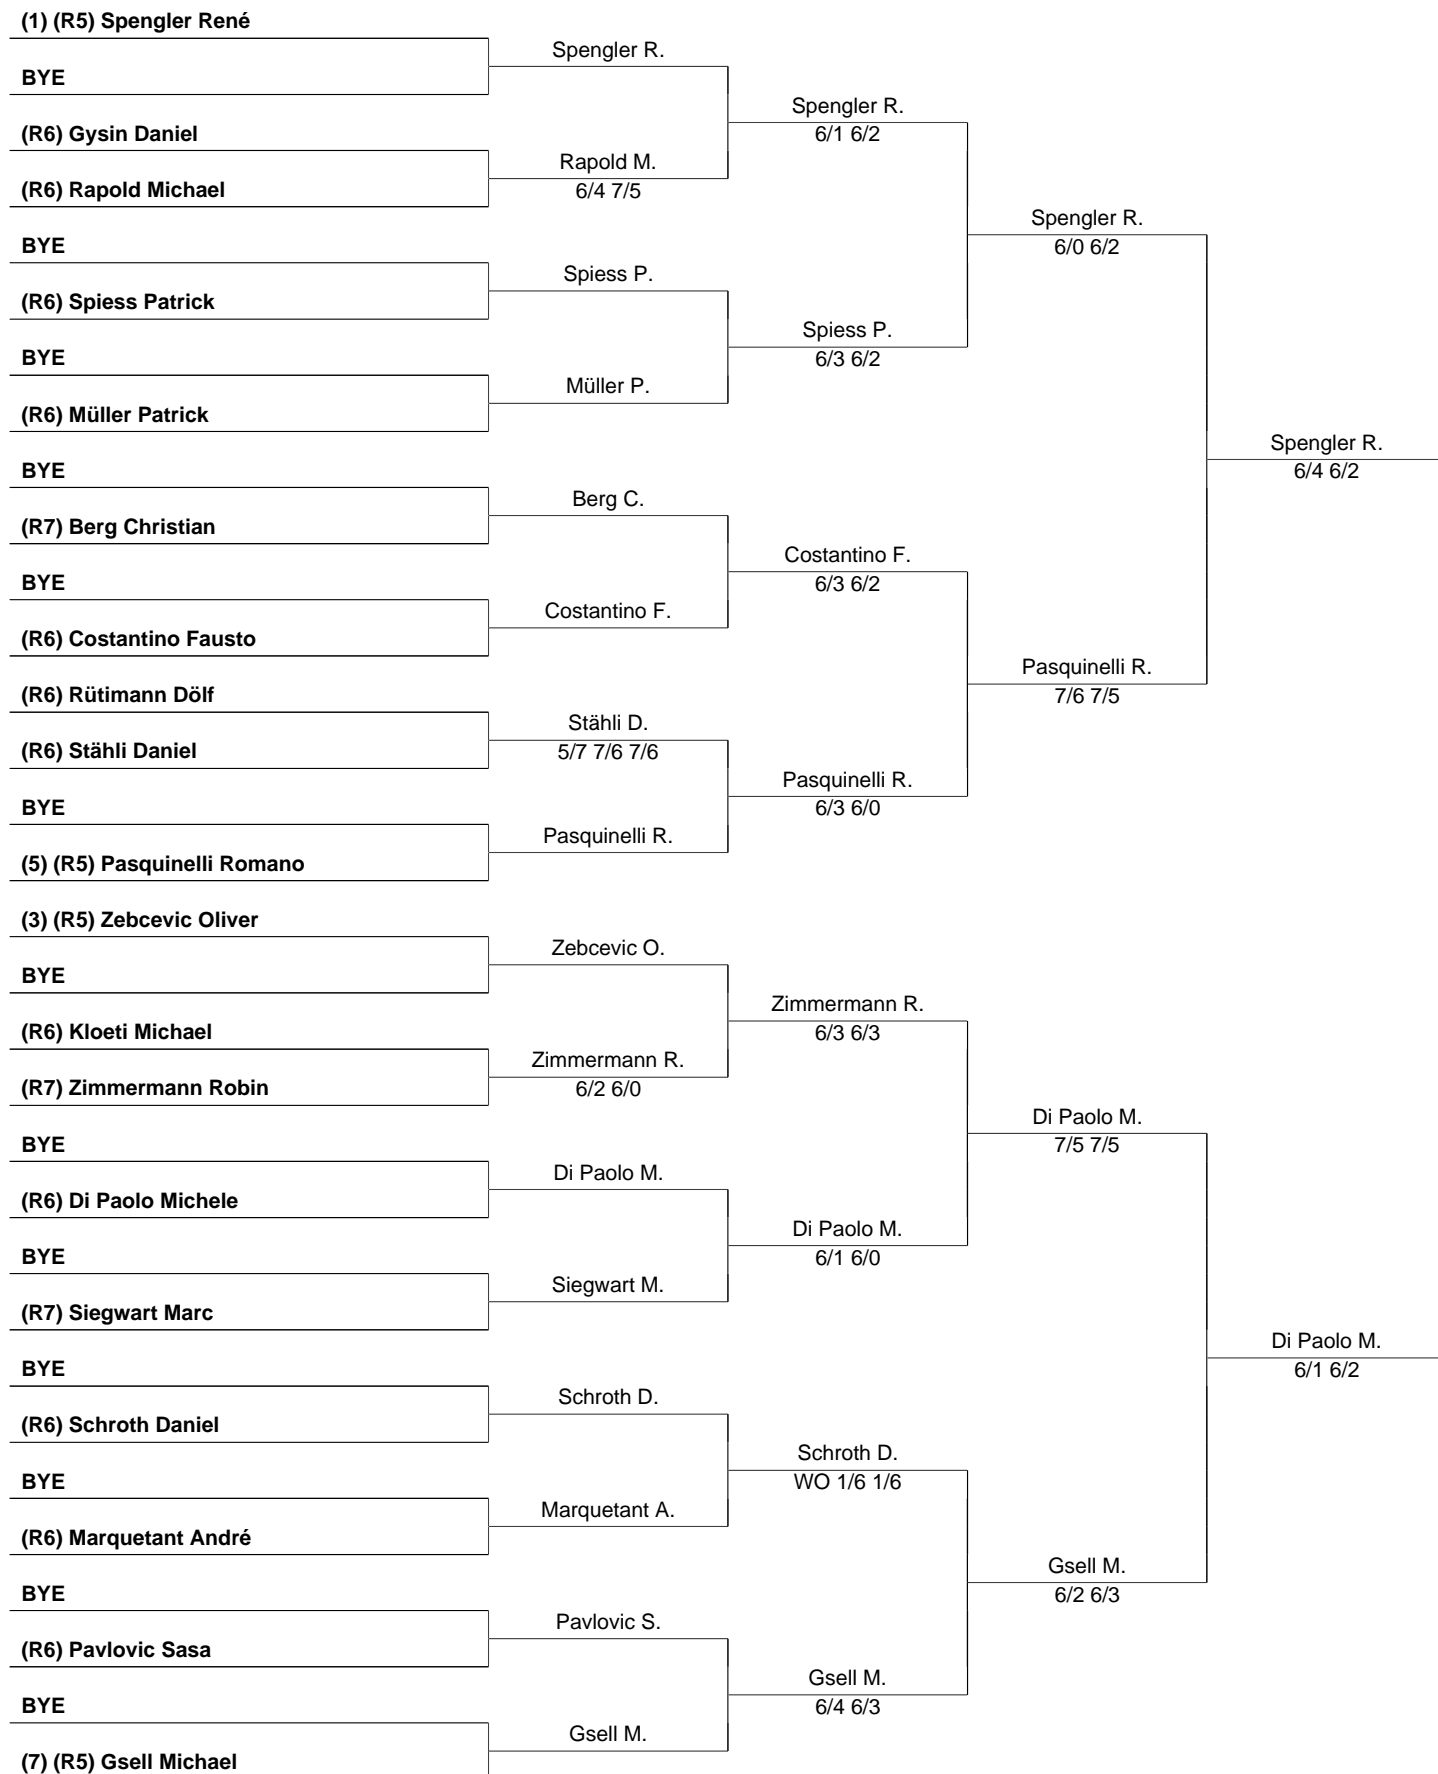 (1) (R5) Spengler René
BYE
(R6) Gysin Daniel
(R6) Rapold Michael
BYE
(R6) Spiess Patrick
BYE
(R6) Müller Patrick
BYE
(R7) Berg Christian
BYE
(R6) Costantino Fausto
(R6) Rütimann Dölf
(R6) Stähli Daniel
BYE
(5) (R5) Pasquinelli Romano
(3) (R5) Zebcevic Oliver
BYE
(R6) Kloeti Michael
(R7) Zimmermann Robin
BYE
(R6) Di Paolo Michele
BYE
(R7) Siegwart Marc
BYE
(R6) Schroth Daniel
BYE
(R6) Marquetant André
BYE
(R6) Pavlovic Sasa
BYE
(7) (R5) Gsell Michael
Spengler R.
Rapold M.
6/4 7/5
Spiess P.
Müller P.
Berg C.
Costantino F.
Stähli D.
5/7 7/6 7/6
Pasquinelli R.
Zebcevic O.
Zimmermann R.
6/2 6/0
Di Paolo M.
Siegwart M.
Schroth D.
Marquetant A.
Pavlovic S.
Gsell M.
Spengler R.
6/1 6/2
Spiess P.
6/3 6/2
Costantino F.
6/3 6/2
Pasquinelli R.
6/3 6/0
Zimmermann R.
6/3 6/3
Di Paolo M.
6/1 6/0
Schroth D.
WO 1/6 1/6
Gsell M.
6/4 6/3
Spengler R.
6/0 6/2
Pasquinelli R.
7/6 7/5
Di Paolo M.
7/5 7/5
Gsell M.
6/2 6/3
Spengler R.
6/4 6/2
Di Paolo M.
6/1 6/2